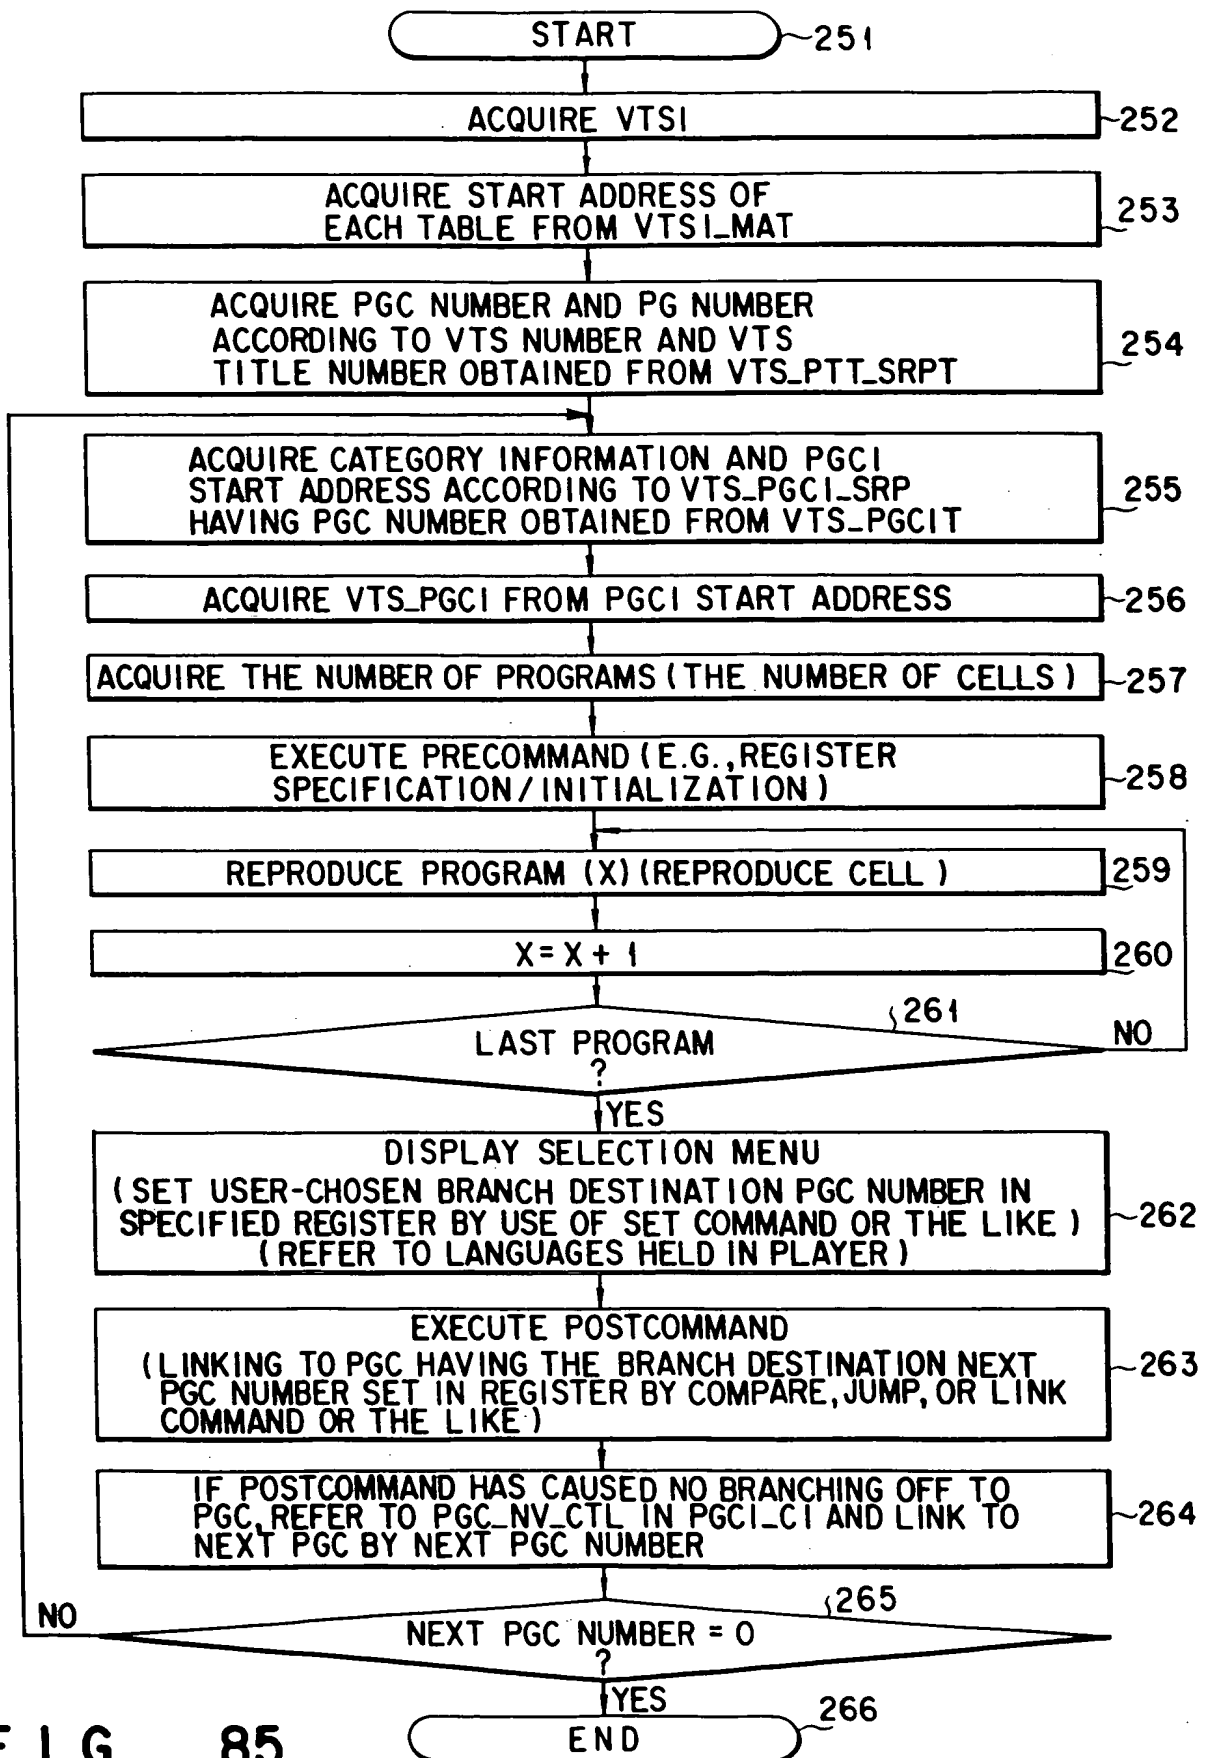 START
251
ACQUIRE VTSI
252
ACQUIRE START ADDRESS OF
EACH TABLE FROM VTSI_MAT
253
ACQUIRE PGC NUMBER AND PG NUMBER
ACCORDING TO VTS NUMBER AND VTS
TITLE NUMBER OBTAINED FROM VTS_PTT_SRPT
254
ACQUIRE CATEGORY INFORMATION AND PGCI
START ADDRESS ACCORDING TO VTS_PGCI_SRP
HAVING PGC NUMBER OBTAINED FROM VTS_PGCIT
255
ACQUIRE VTS_PGCI FROM PGCI START ADDRESS
256
ACQUIRE THE NUMBER OF PROGRAMS (THE NUMBER OF CELLS)
257
EXECUTE PRECOMMAND (E.G., REGISTER
SPECIFICATION/INITIALIZATION)
258
REPRODUCE PROGRAM (X) (REPRODUCE CELL)
259
X = X + 1
260
261
LAST PROGRAM
?
NO
YES
DISPLAY SELECTION MENU
(SET USER-CHOSEN BRANCH DESTINATION PGC NUMBER IN
SPECIFIED REGISTER BY USE OF SET COMMAND OR THE LIKE)
(REFER TO LANGUAGES HELD IN PLAYER)
262
EXECUTE POSTCOMMAND
(LINKING TO PGC HAVING THE BRANCH DESTINATION NEXT
PGC NUMBER SET IN REGISTER BY COMPARE, JUMP, OR LINK
COMMAND OR THE LIKE)
263
IF POSTCOMMAND HAS CAUSED NO BRANCHING OFF TO
PGC, REFER TO PGC_NV_CTL IN PGCI_CI AND LINK TO
NEXT PGC BY NEXT PGC NUMBER
264
265
NO
NEXT PGC NUMBER = 0
?
YES
266
END
FIG. 85